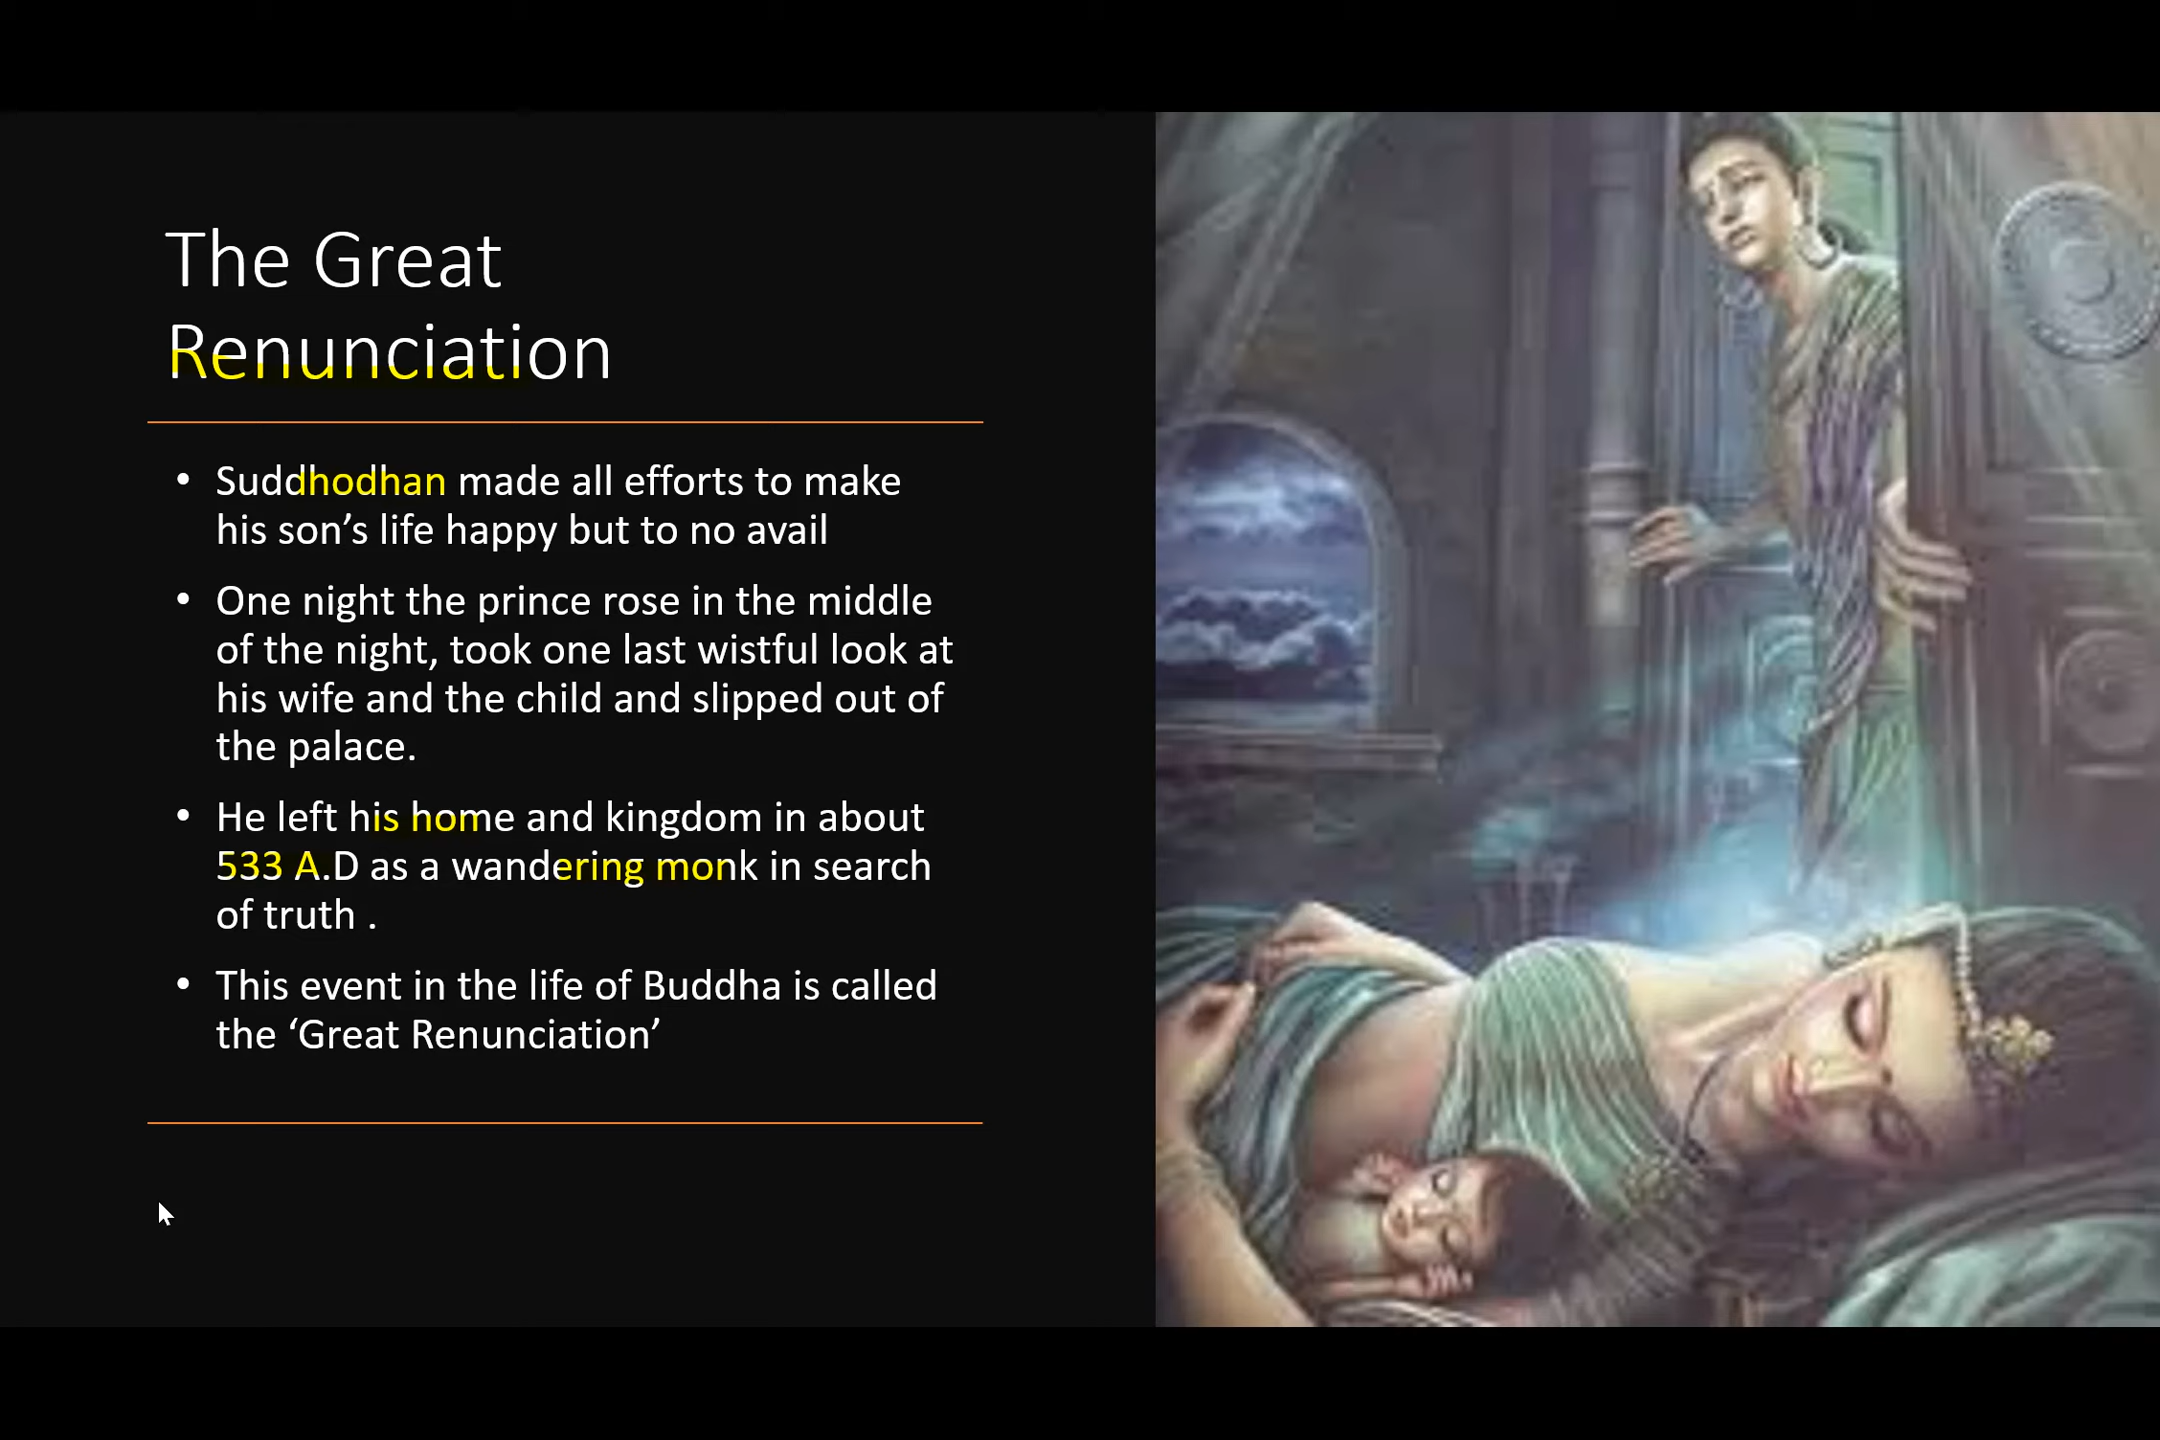 The Great
Renunciation
• Suddhodhan made all efforts to make
his son’s life happy but to no avail
• One night the prince rose in the middle
of the night, took one last wistful look at
his wife and the child and slipped out of
the palace.
• He left his home and kingdom in about
533 A.D as a wandering monk in search
of truth .
• This event in the life of Buddha is called
the ‘Great Renunciation’